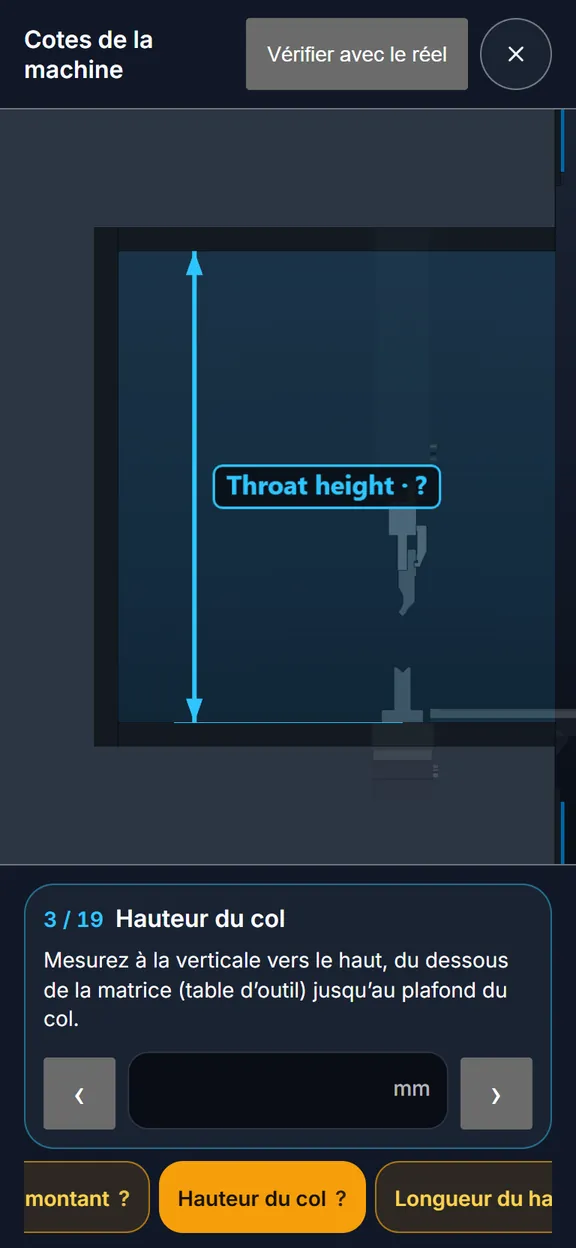 Cotes de la
machine
Vérifier avec le réel
×
Throat height · ?
3 / 19 Hauteur du col
Mesurez à la verticale vers le haut, du dessous
de la matrice (table d’outil) jusqu’au plafond du
col.
‹
mm
›
montant ?
Hauteur du col ?
Longueur du ha